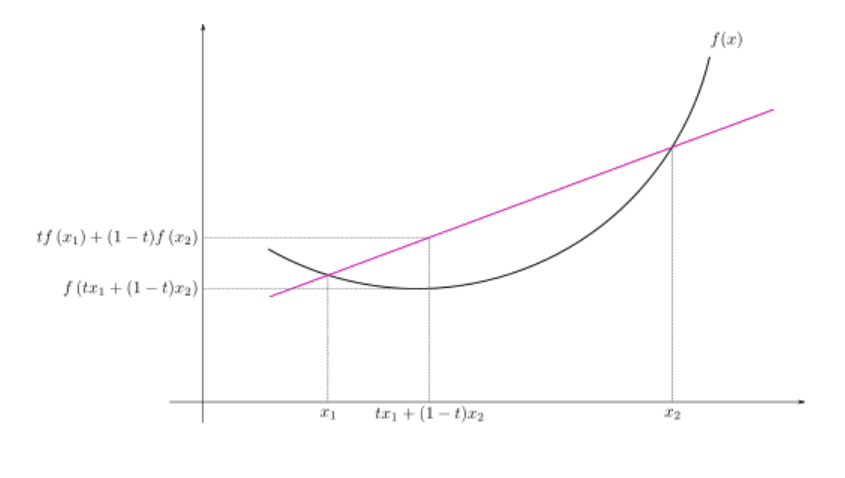 f(x)
tf (x₁) + (1 − t)f (x₂)
f (tx₁ + (1 − t)x₂)
x₁
tx₁ + (1 − t)x₂
x₂